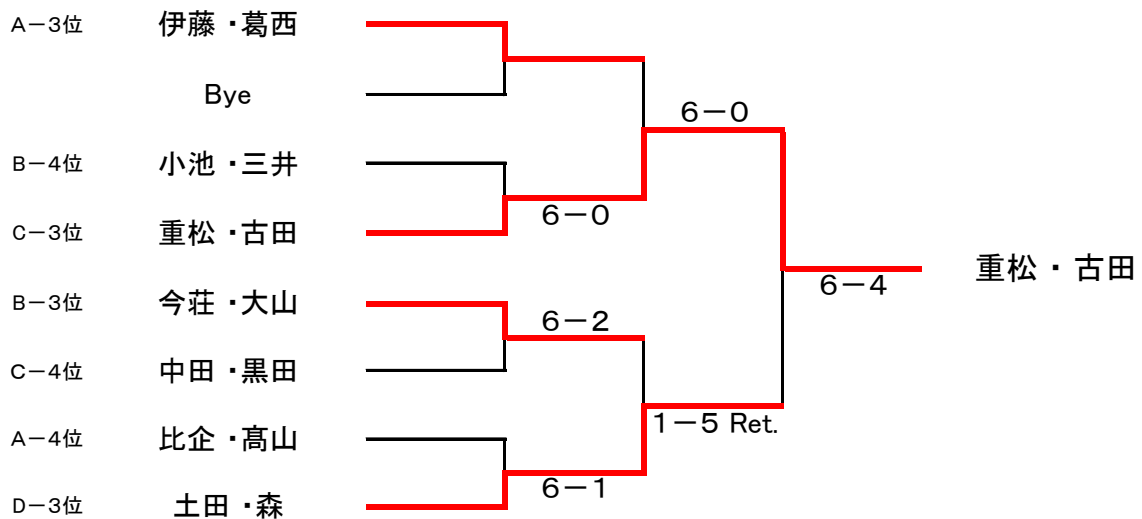 A－3位 伊藤・葛西
Bye
6－0
B－4位 小池・三井
6－0
C－3位 重松・古田
重松・古田
6－4
B－3位 今荘・大山
6－2
C－4位 中田・黒田
1－5 Ret.
A－4位 比企・髙山
6－1
D－3位 土田・森